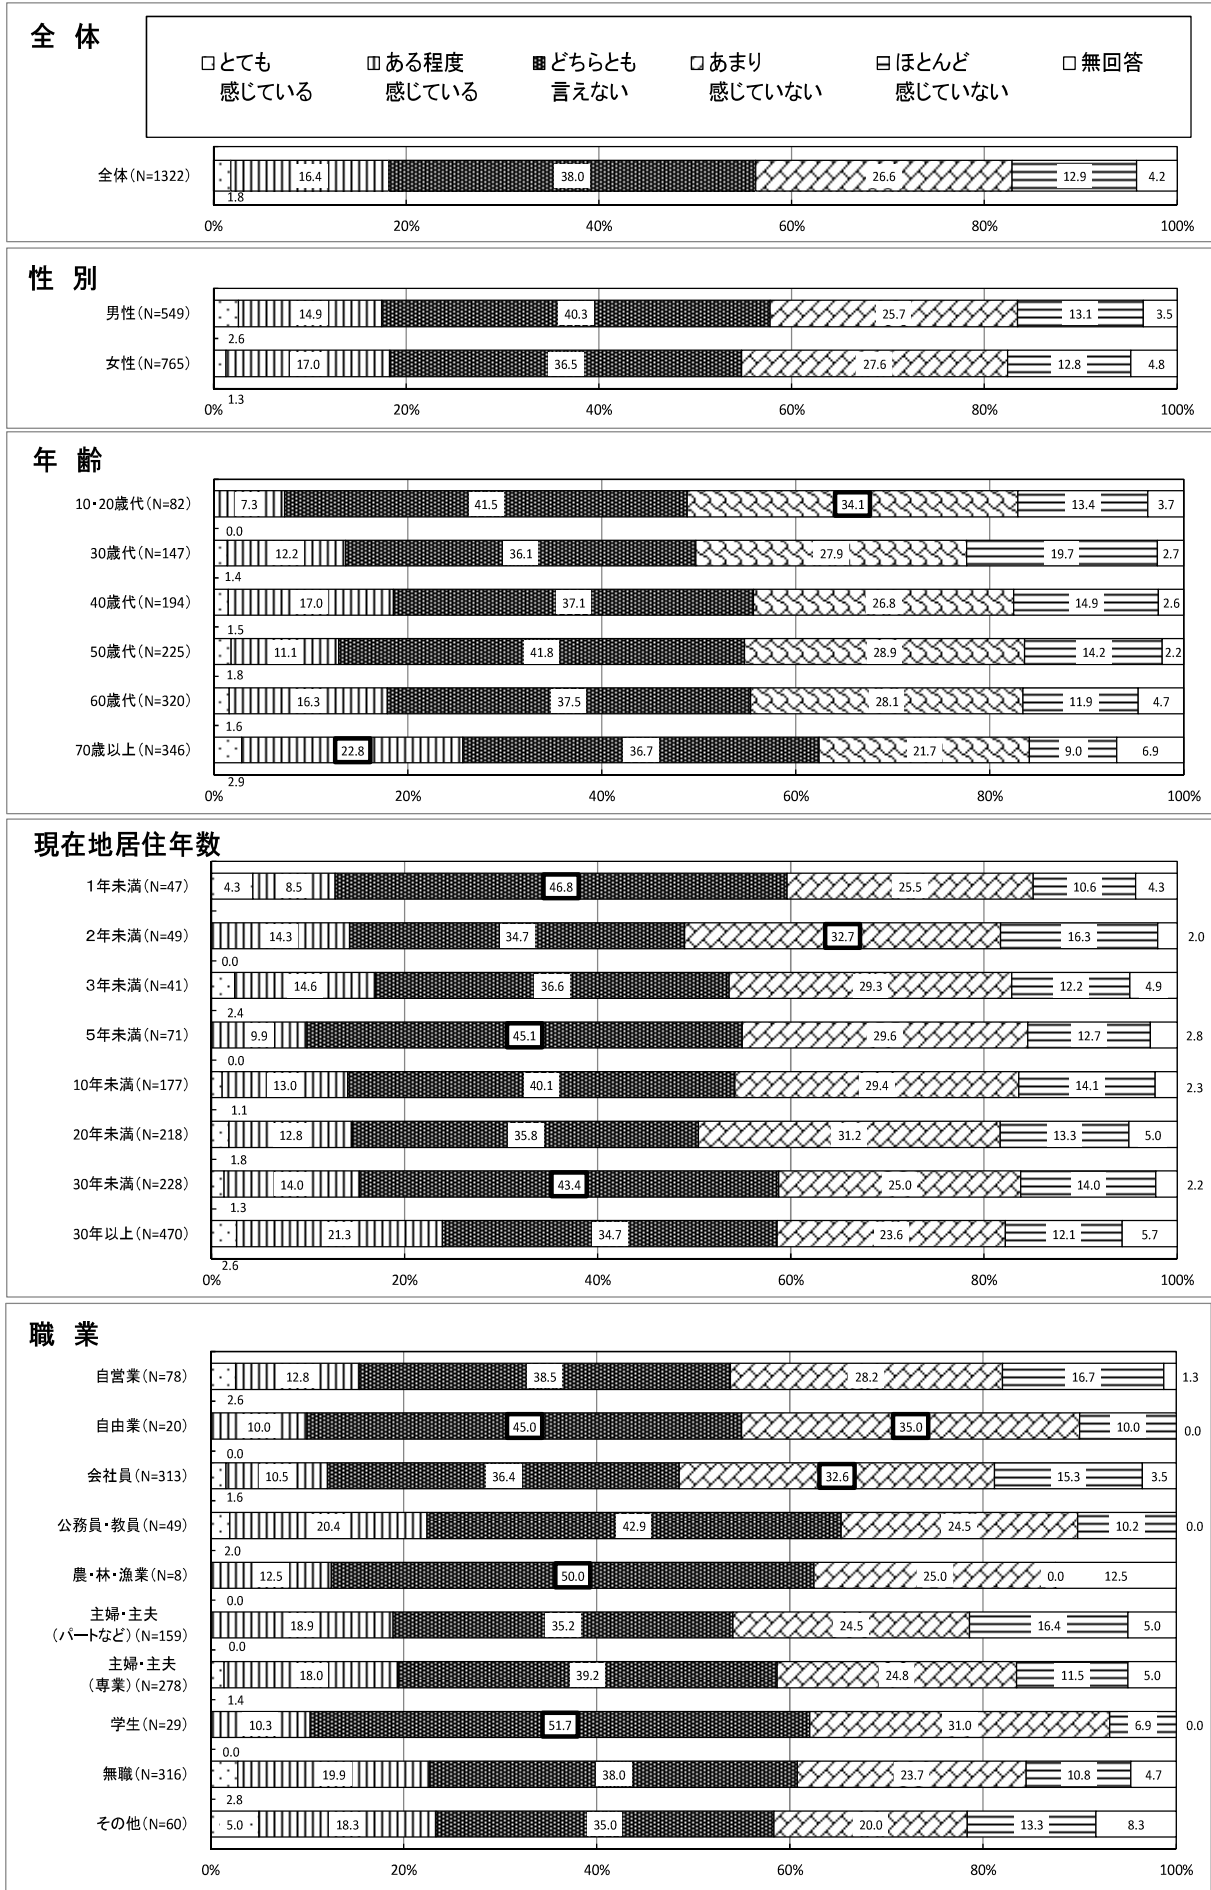 全 体
とても ある程度 どちらとも あまり ほとんど 無回答
感じている 感じている 言えない 感じていない 感じていない
全体(N=1322) 16.4 38.0 26.6 12.9 4.2
1.8
0% 20% 40% 60% 80% 100%
性 別
男性(N=549) 14.9 40.3 25.7 13.1 3.5
2.6
女性(N=765) 17.0 36.5 27.6 12.8 4.8
1.3
0% 20% 40% 60% 80% 100%
年 齢
10・20歳代(N=82) 7.3 41.5 34.1 13.4 3.7
0.0
30歳代(N=147) 12.2 36.1 27.9 19.7 2.7
1.4
40歳代(N=194) 17.0 37.1 26.8 14.9 2.6
1.5
50歳代(N=225) 11.1 41.8 28.9 14.2 2.2
1.8
60歳代(N=320) 16.3 37.5 28.1 11.9 4.7
1.6
70歳以上(N=346) 22.8 36.7 21.7 9.0 6.9
2.9
0% 20% 40% 60% 80% 100%
現在地居住年数
1年未満(N=47) 4.3 8.5 46.8 25.5 10.6 4.3
2年未満(N=49) 14.3 34.7 32.7 16.3 2.0
0.0
3年未満(N=41) 14.6 36.6 29.3 12.2 4.9
2.4
5年未満(N=71) 9.9 45.1 29.6 12.7 2.8
0.0
10年未満(N=177) 13.0 40.1 29.4 14.1 2.3
1.1
20年未満(N=218) 12.8 35.8 31.2 13.3 5.0
1.8
30年未満(N=228) 14.0 43.4 25.0 14.0 2.2
1.3
30年以上(N=470) 21.3 34.7 23.6 12.1 5.7
2.6
0% 20% 40% 60% 80% 100%
職 業
自営業(N=78) 12.8 38.5 28.2 16.7 1.3
2.6
自由業(N=20) 10.0 45.0 35.0 10.0 0.0
0.0
会社員(N=313) 10.5 36.4 32.6 15.3 3.5
1.6
公務員・教員(N=49) 20.4 42.9 24.5 10.2 0.0
2.0
農・林・漁業(N=8) 12.5 50.0 25.0 0.0 12.5
0.0
主婦・主夫
(パートなど)(N=159) 18.9 35.2 24.5 16.4 5.0
0.0
主婦・主夫
(専業)(N=278) 18.0 39.2 24.8 11.5 5.0
1.4
学生(N=29) 10.3 51.7 31.0 6.9 0.0
0.0
無職(N=316) 19.9 38.0 23.7 10.8 4.7
2.8
その他(N=60) 5.0 18.3 35.0 20.0 13.3 8.3
0% 20% 40% 60% 80% 100%